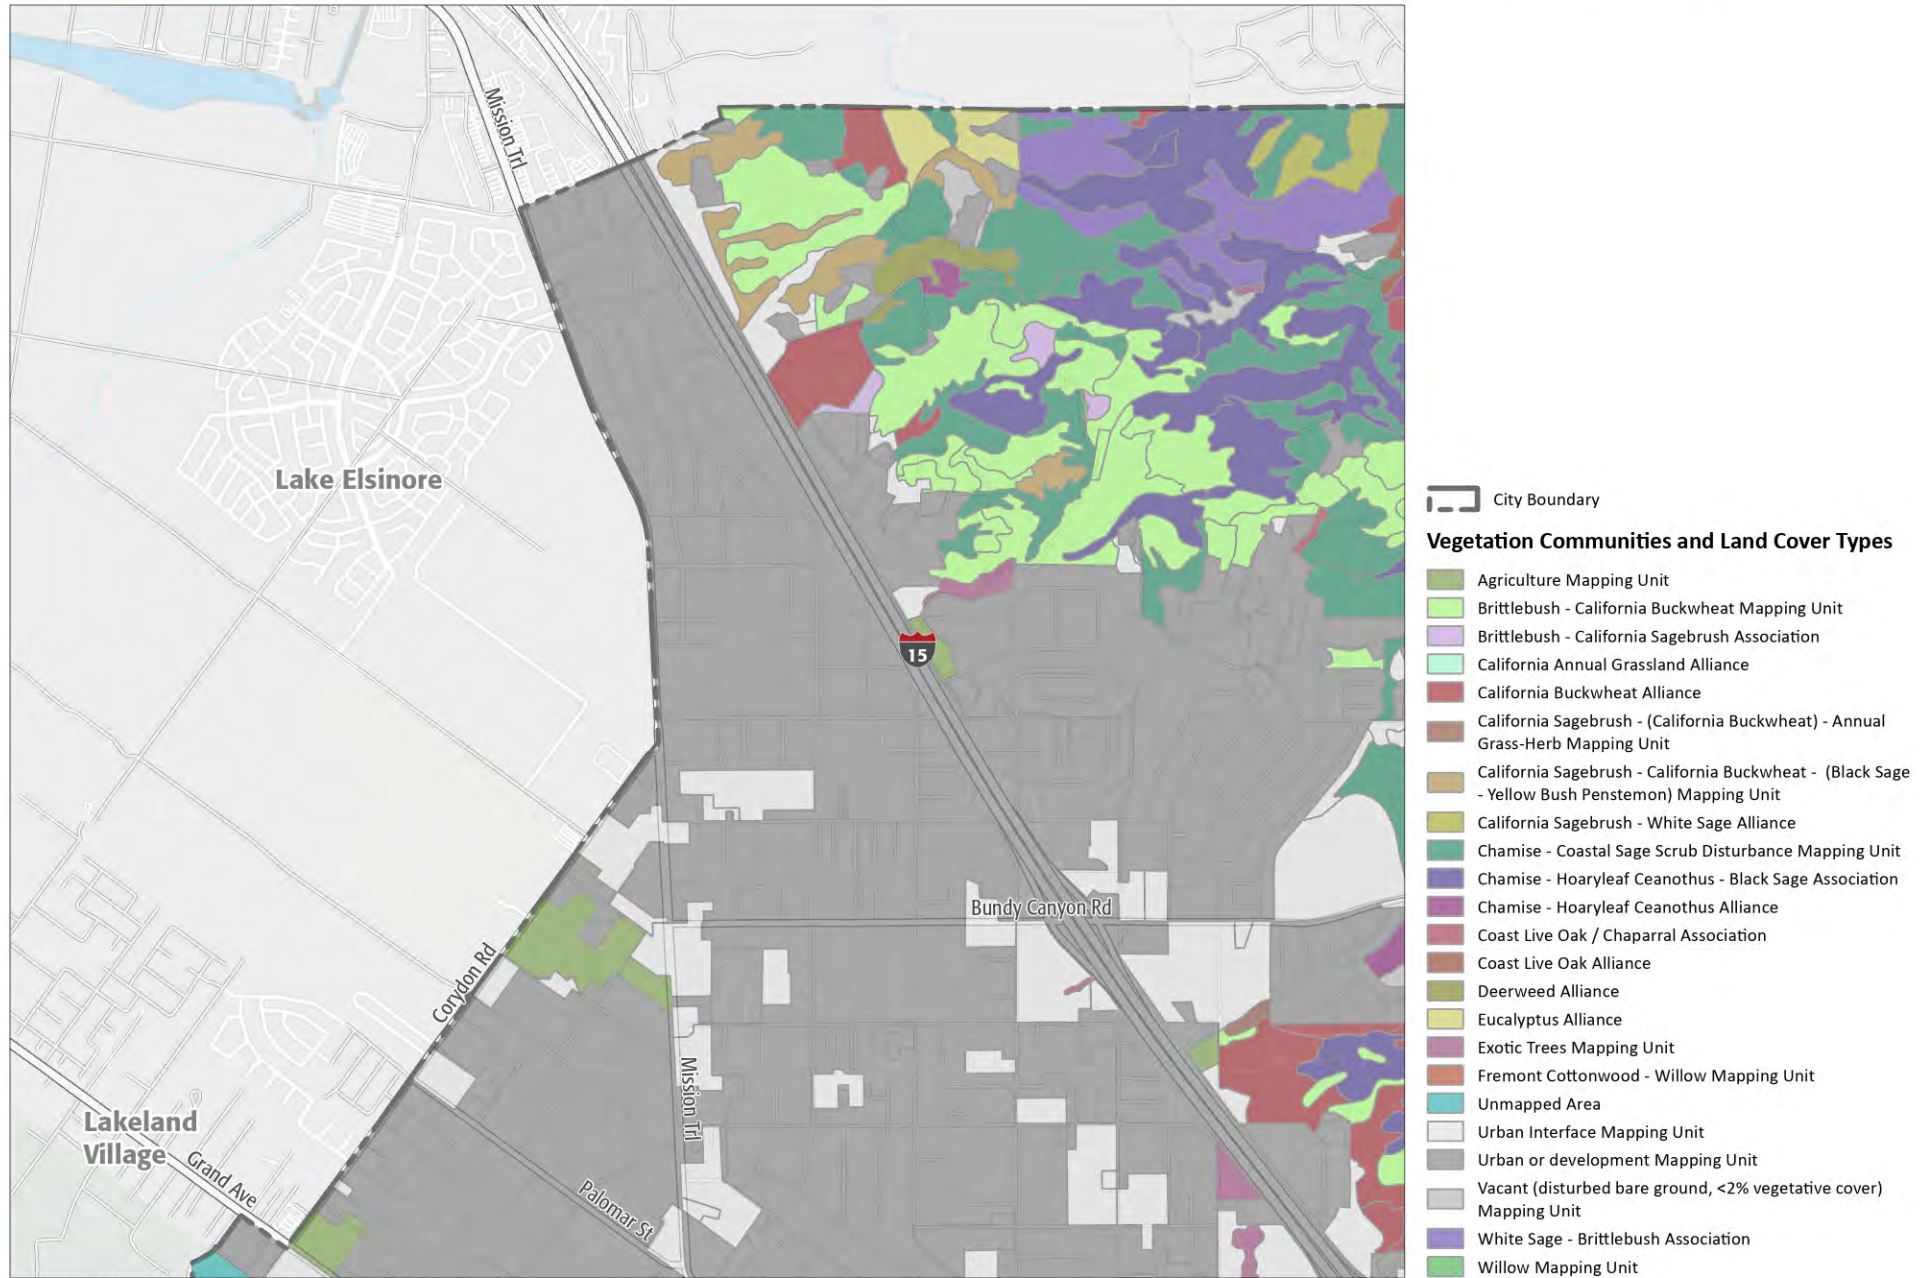 Mission Trl
Lake Elsinore
15
Bundy Canyon Rd
Corydon Rd
Mission Trl
Lakeland
Village
Grand Ave
Palomar St
City Boundary
Vegetation Communities and Land Cover Types
Agriculture Mapping Unit
Brittlebush - California Buckwheat Mapping Unit
Brittlebush - California Sagebrush Association
California Annual Grassland Alliance
California Buckwheat Alliance
California Sagebrush - (California Buckwheat) - Annual
Grass-Herb Mapping Unit
California Sagebrush - California Buckwheat - (Black Sage
- Yellow Bush Penstemon) Mapping Unit
California Sagebrush - White Sage Alliance
Chamise - Coastal Sage Scrub Disturbance Mapping Unit
Chamise - Hoaryleaf Ceanothus - Black Sage Association
Chamise - Hoaryleaf Ceanothus Alliance
Coast Live Oak / Chaparral Association
Coast Live Oak Alliance
Deerweed Alliance
Eucalyptus Alliance
Exotic Trees Mapping Unit
Fremont Cottonwood - Willow Mapping Unit
Unmapped Area
Urban Interface Mapping Unit
Urban or development Mapping Unit
Vacant (disturbed bare ground, <2% vegetative cover)
Mapping Unit
White Sage - Brittlebush Association
Willow Mapping Unit